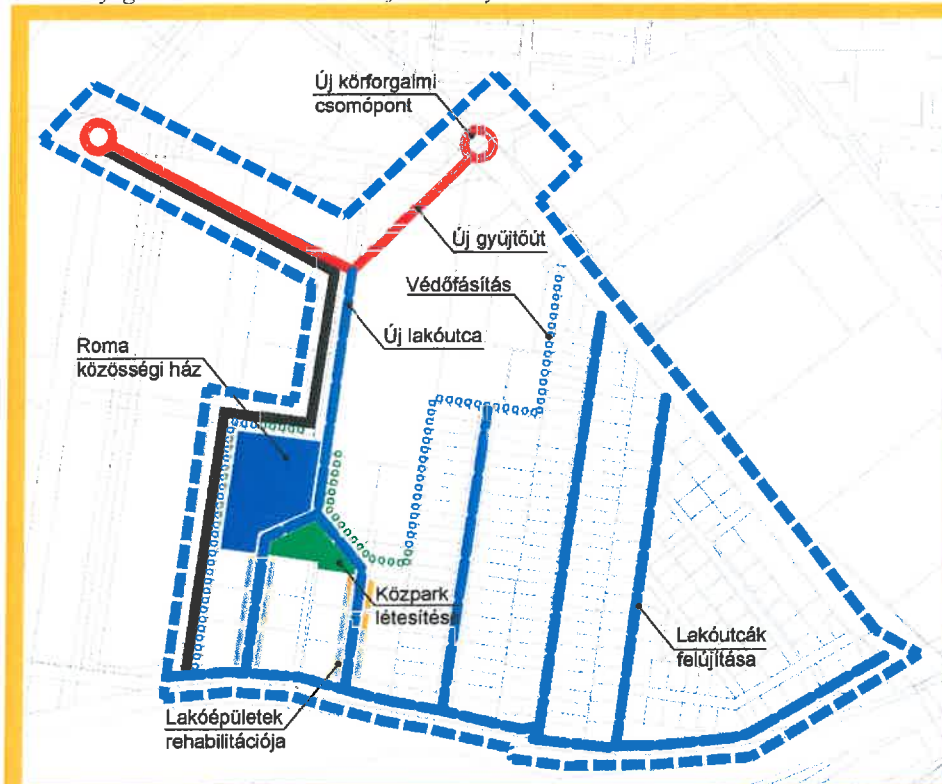 Új körforgalmi
csomópont
Új gyűjtőút
Védőfásítás
Új lakóutca
Roma
közösségi ház
Közpark
létesítése
Lakóutcák
felújítása
Lakóépületek
rehabilitációja